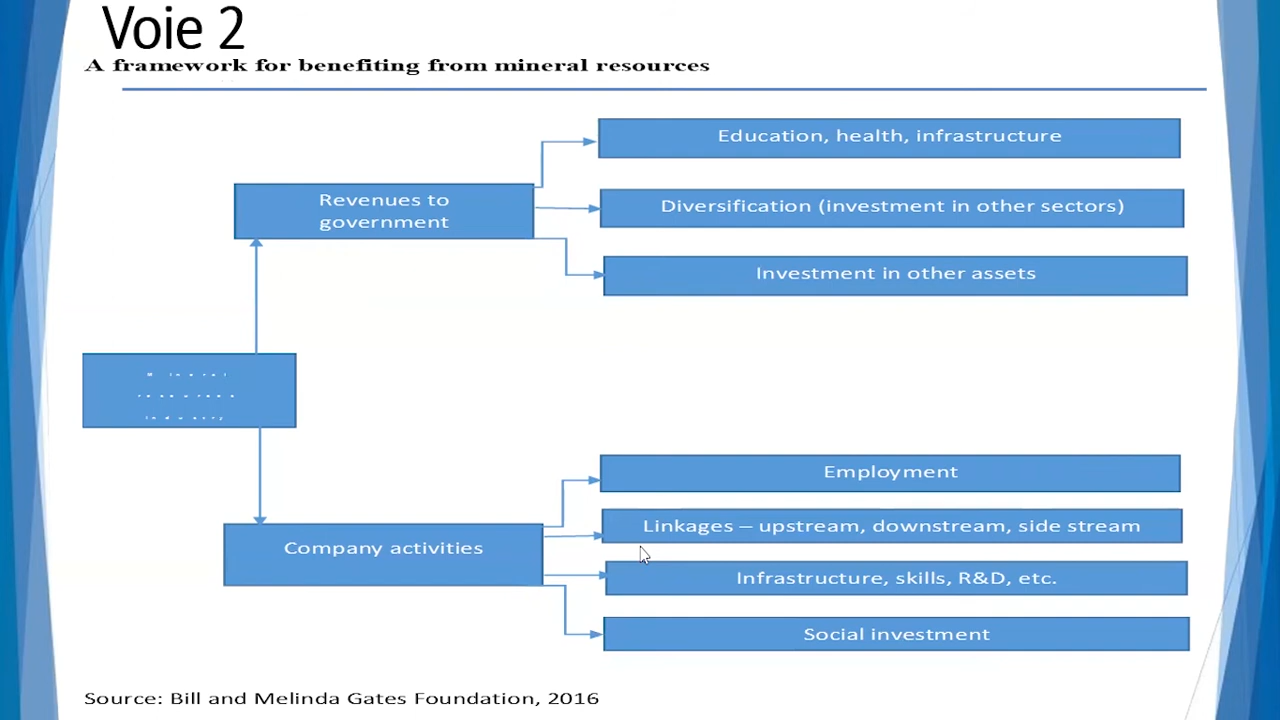 Voie 2
A framework for benefiting from mineral resources
Education, health, infrastructure
Revenues to
government
Diversification (investment in other sectors)
Investment in other assets
Employment
Linkages – upstream, downstream, side stream
Company activities
Infrastructure, skills, R&D, etc.
Social investment
Source: Bill and Melinda Gates Foundation, 2016